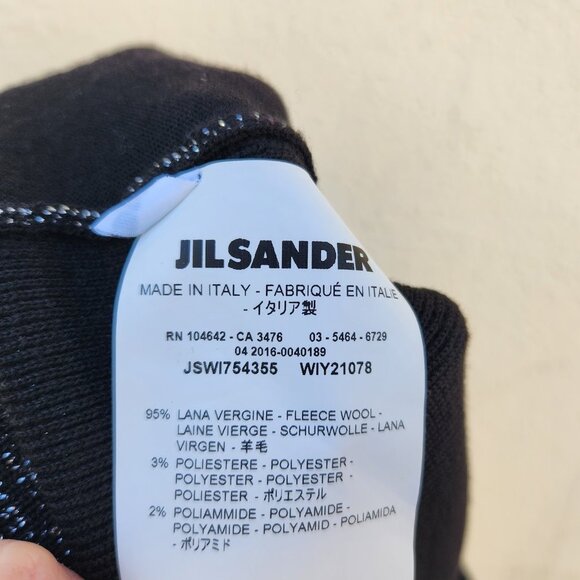 JIL SANDER
MADE IN ITALY - FABRIQUÉ EN ITALIE
- イタリア製
RN 104642 - CA 3476 03 - 5464 - 6729
04 2016-0040189
JSWI754355 WIY21078
95% LANA VERGINE - FLEECE WOOL -
LAINE VIERGE - SCHURWOLLE - LANA
VIRGEN - 羊毛
3% POLIESTERE - POLYESTER -
POLYESTER - POLYESTER -
POLIESTER - ポリエステル
2% POLIAMMIDE - POLYAMIDE -
POLYAMIDE - POLYAMID - POLIAMIDA
- ポリアミド